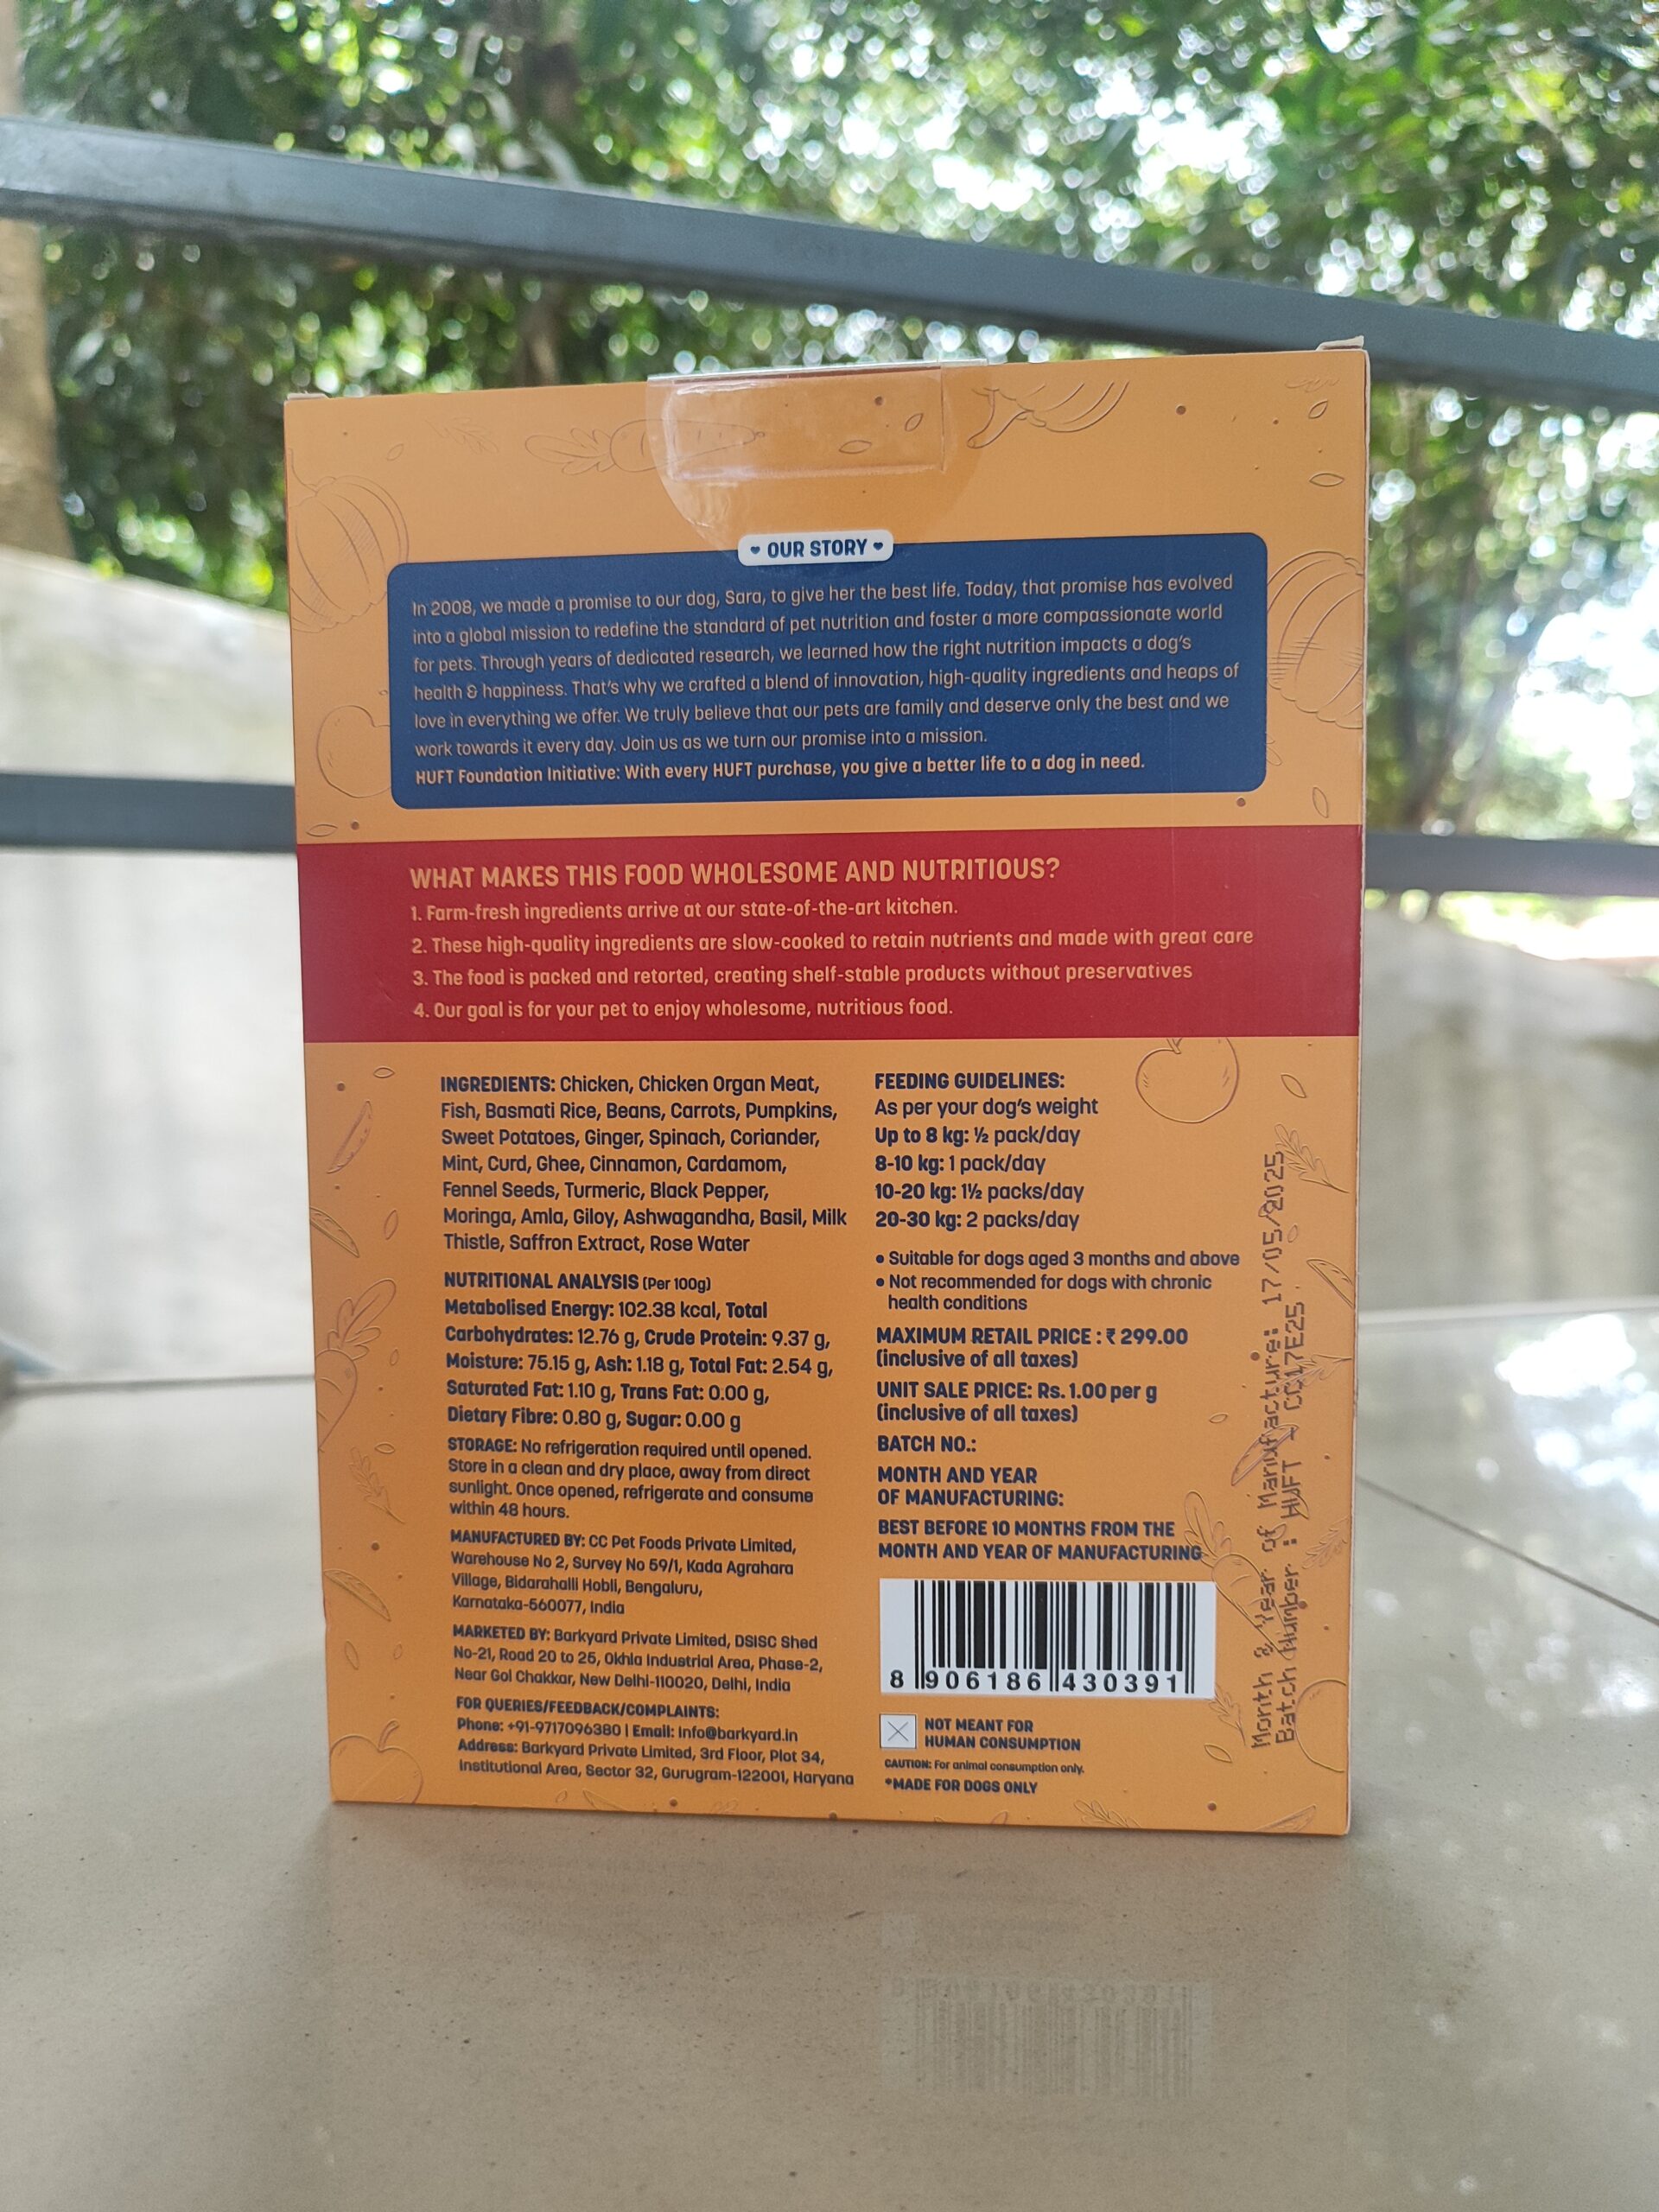 OUR STORY
In 2008, we made a promise to our dog, Sara, to give her the best life. Today, that promise has evolved
into a global mission to redefine the standard of pet nutrition and foster a more compassionate world
for pets. Through years of dedicated research, we learned how the right nutrition impacts a dog's
health & happiness. That's why we crafted a blend of innovation, high-quality ingredients and heaps of
love in everything we offer. We truly believe that our pets are family and deserve only the best and we
work towards it every day. Join us as we turn our promise into a mission.
HUFT Foundation Initiative: With every HUFT purchase, you give a better life to a dog in need.
WHAT MAKES THIS FOOD WHOLESOME AND NUTRITIOUS?
1. Farm-fresh ingredients arrive at our state-of-the-art kitchen.
2. These high-quality ingredients are slow-cooked to retain nutrients and made with great care
3. The food is packed and retorted, creating shelf-stable products without preservatives
4. Our goal is for your pet to enjoy wholesome, nutritious food.
INGREDIENTS: Chicken, Chicken Organ Meat,
Fish, Basmati Rice, Beans, Carrots, Pumpkins,
Sweet Potatoes, Ginger, Spinach, Coriander,
Mint, Curd, Ghee, Cinnamon, Cardamom,
Fennel Seeds, Turmeric, Black Pepper,
Moringa, Amla, Giloy, Ashwagandha, Basil, Milk
Thistle, Saffron Extract, Rose Water
NUTRITIONAL ANALYSIS (Per 100g)
Metabolised Energy: 102.38 kcal, Total
Carbohydrates: 12.76 g, Crude Protein: 9.37 g,
Moisture: 75.15 g, Ash: 1.18 g, Total Fat: 2.54 g,
Saturated Fat: 1.10 g, Trans Fat: 0.00 g,
Dietary Fibre: 0.80 g, Sugar: 0.00 g
STORAGE: No refrigeration required until opened.
Store in a clean and dry place, away from direct
sunlight. Once opened, refrigerate and consume
within 48 hours.
MANUFACTURED BY: CC Pet Foods Private Limited,
Warehouse No 2, Survey No 59/1, Kada Agrahara
Village, Bidarahalli Hobli, Bengaluru,
Karnataka-560077, India
MARKETED BY: Barkyard Private Limited, DSISC Shed
No-21, Road 20 to 25, Okhla Industrial Area, Phase-2,
Near Gol Chakkar, New Delhi-110020, Delhi, India
FOR QUERIES/FEEDBACK/COMPLAINTS:
Phone: +91-9717096380 | Email: Info@barkyard.in
Address: Barkyard Private Limited, 3rd Floor, Plot 34,
Institutional Area, Sector 32, Gurugram-122001, Haryana
FEEDING GUIDELINES:
As per your dog's weight
Up to 8 kg: ½ pack/day
8-10 kg: 1 pack/day
10-20 kg: 1½ packs/day
20-30 kg: 2 packs/day
• Suitable for dogs aged 3 months and above
• Not recommended for dogs with chronic
health conditions
MAXIMUM RETAIL PRICE : ₹ 299.00
(inclusive of all taxes)
UNIT SALE PRICE: Rs. 1.00 per g
(inclusive of all taxes)
BATCH NO.:
MONTH AND YEAR
OF MANUFACTURING:
BEST BEFORE 10 MONTHS FROM THE
MONTH AND YEAR OF MANUFACTURING
8 906186 430391
NOT MEANT FOR
HUMAN CONSUMPTION
CAUTION: For animal consumption only.
*MADE FOR DOGS ONLY
Month & Year of Manufacture: 17/05/2025
Batch Number : HUFT - CC17E25